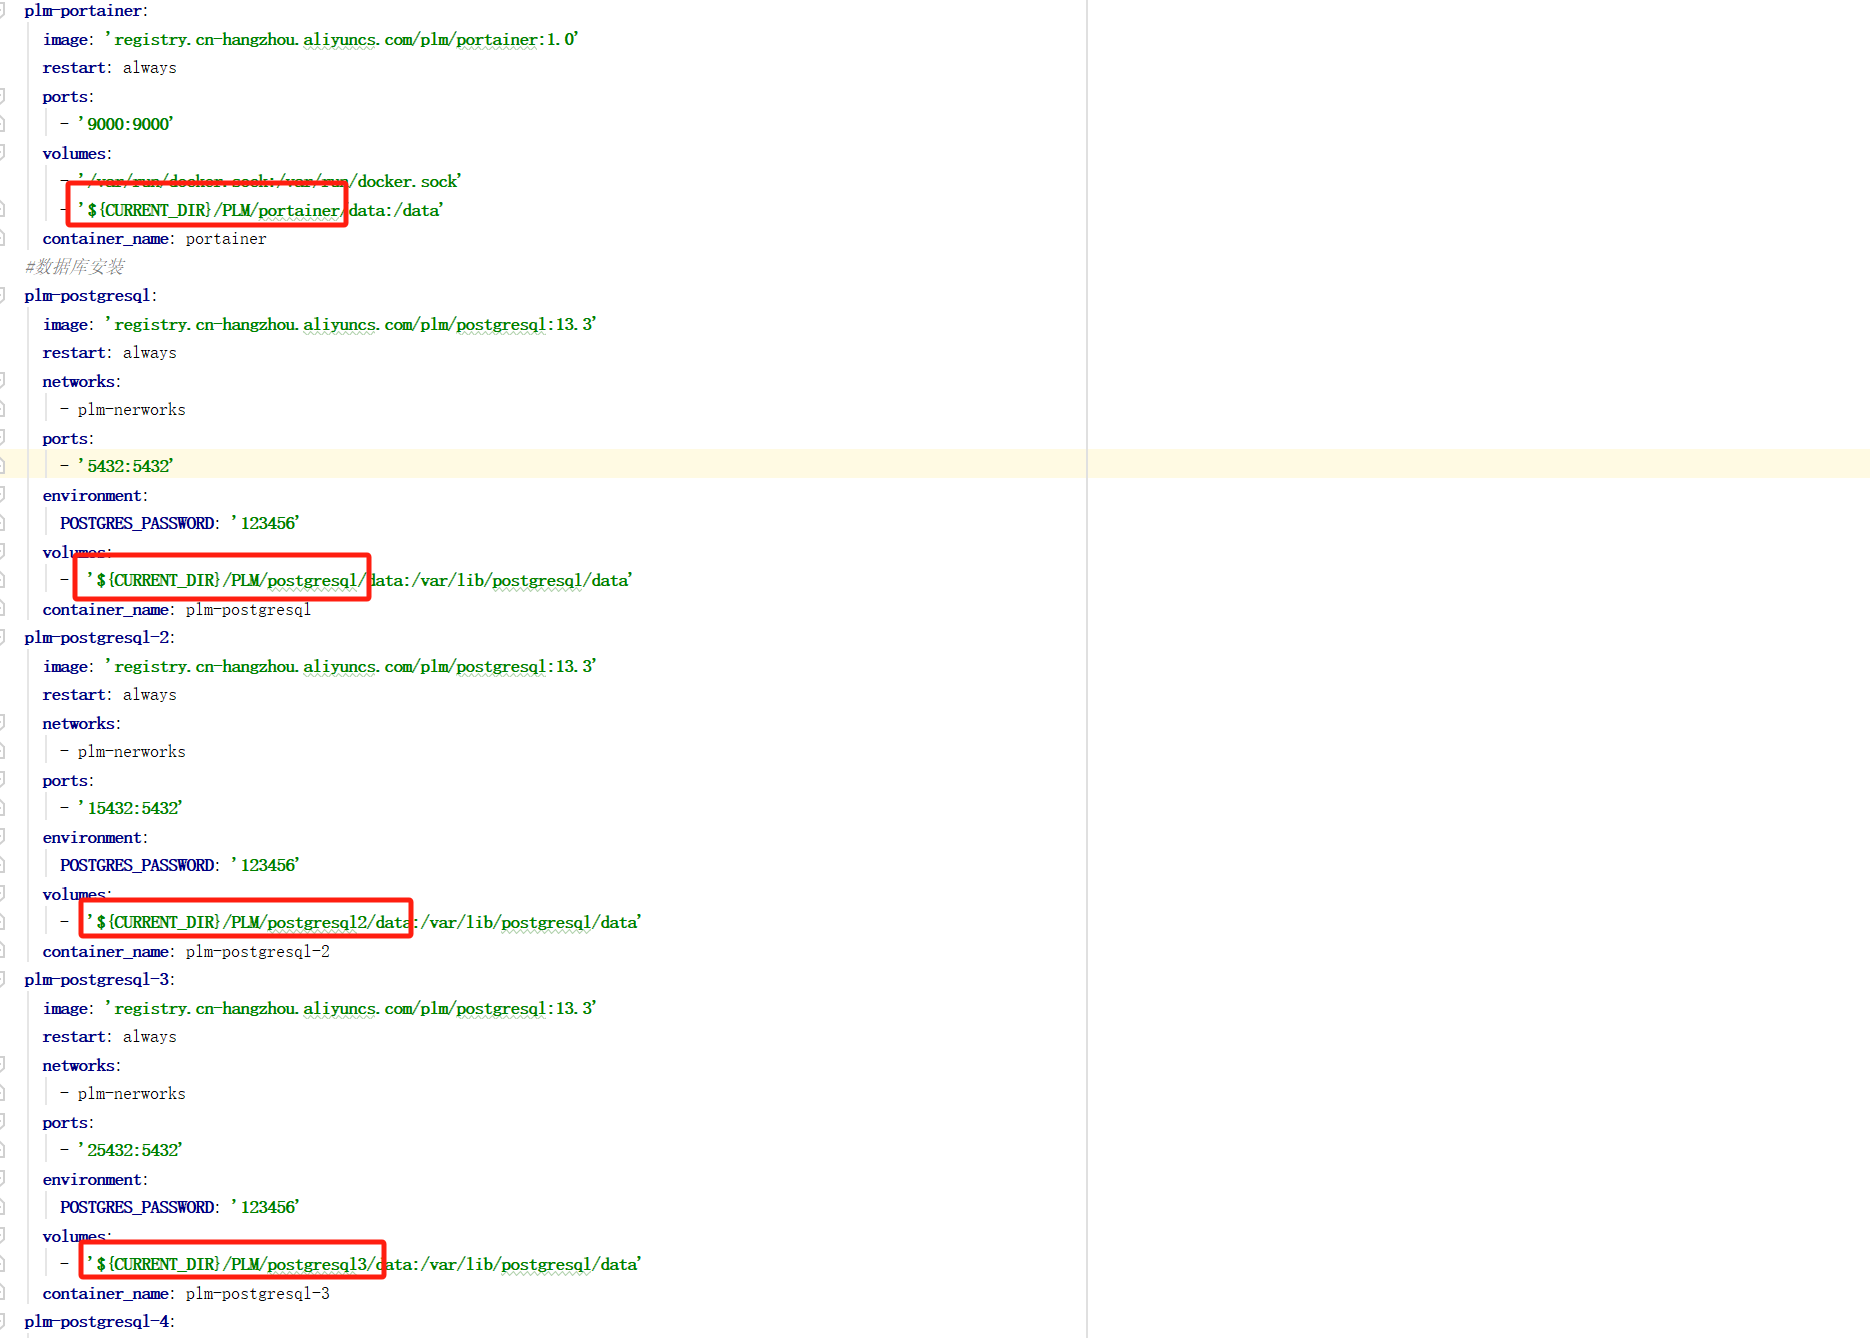 plm-portainer:
image: 'registry.cn-hangzhou.aliyuncs.com/plm/portainer:1.0'
restart: always
ports:
- '9000:9000'
volumes:
- '/var/run/docker.sock:/var/run/docker.sock'
- '${CURRENT_DIR}/PLM/portainer/data:/data'
container_name: portainer
#数据库安装
plm-postgresql:
image: 'registry.cn-hangzhou.aliyuncs.com/plm/postgresql:13.3'
restart: always
networks:
- plm-nerworks
ports:
- '5432:5432'
environment:
POSTGRES_PASSWORD: '123456'
volumes:
- '${CURRENT_DIR}/PLM/postgresql/data:/var/lib/postgresql/data'
container_name: plm-postgresql
plm-postgresql-2:
image: 'registry.cn-hangzhou.aliyuncs.com/plm/postgresql:13.3'
restart: always
networks:
- plm-nerworks
ports:
- '15432:5432'
environment:
POSTGRES_PASSWORD: '123456'
volumes:
- '${CURRENT_DIR}/PLM/postgresql2/data:/var/lib/postgresql/data'
container_name: plm-postgresql-2
plm-postgresql-3:
image: 'registry.cn-hangzhou.aliyuncs.com/plm/postgresql:13.3'
restart: always
networks:
- plm-nerworks
ports:
- '25432:5432'
environment:
POSTGRES_PASSWORD: '123456'
volumes:
- '${CURRENT_DIR}/PLM/postgresql3/data:/var/lib/postgresql/data'
container_name: plm-postgresql-3
plm-postgresql-4: